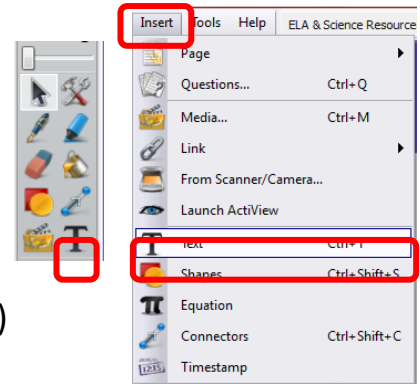 Insert Tools Help ELA & Science Resource
Page
Questions... Ctrl+Q
Media... Ctrl+M
Link
From Scanner/Camera...
Launch ActiView
T Text Ctrl+T
Shapes Ctrl+Shift+S
Equation
Connectors Ctrl+Shift+C
Timestamp
T
)